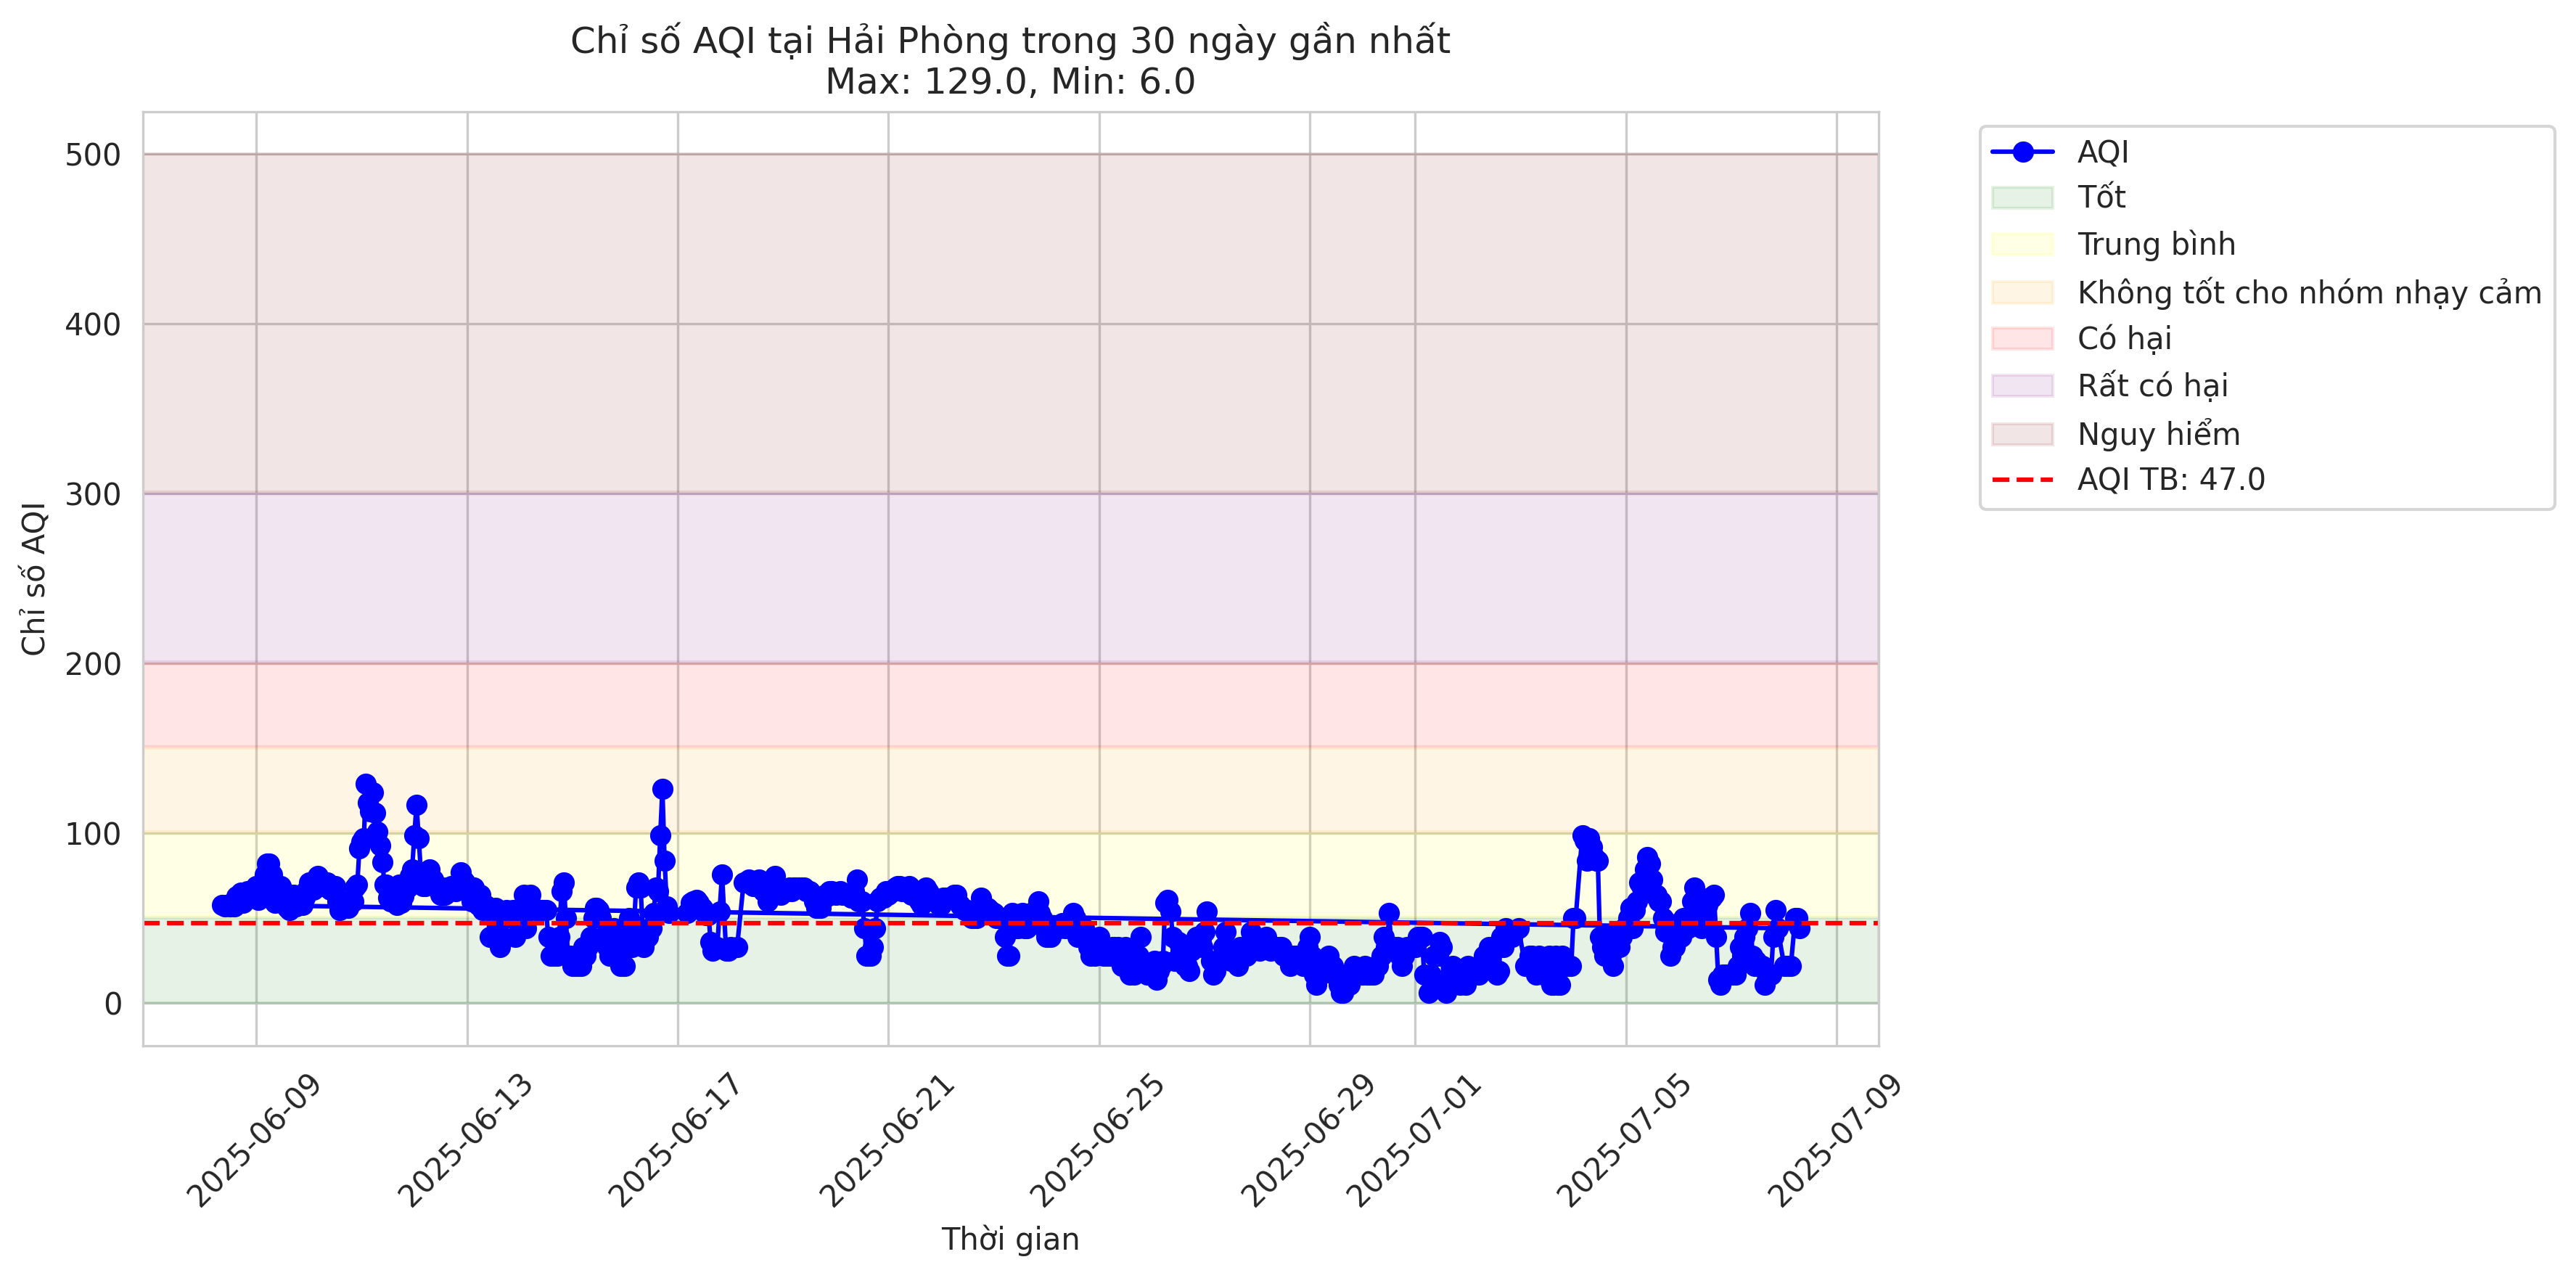 Chỉ số AQI tại Hải Phòng trong 30 ngày gần nhất
Max: 129.0, Min: 6.0
Chỉ số AQI
500
400
300
200
100
0
2025-06-09
2025-06-13
2025-06-17
2025-06-21
2025-06-25
2025-06-29
2025-07-01
2025-07-05
2025-07-09
Thời gian
AQI
Tốt
Trung bình
Không tốt cho nhóm nhạy cảm
Có hại
Rất có hại
Nguy hiểm
AQI TB: 47.0